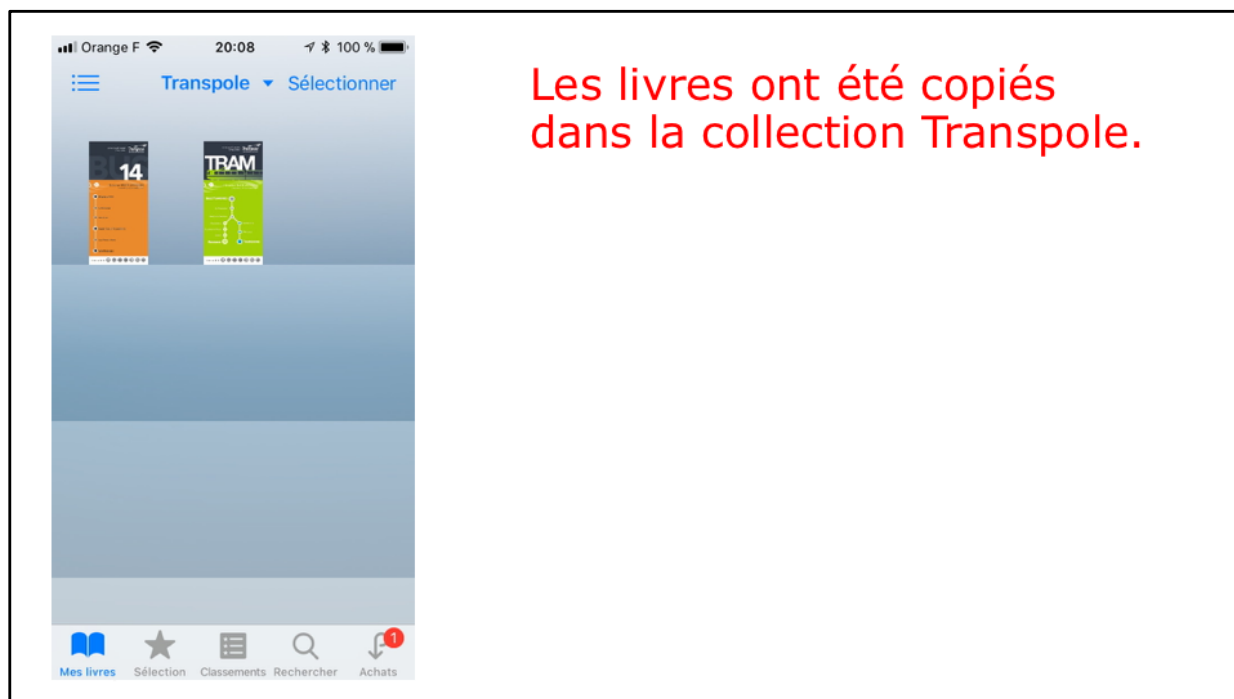 Orange F 20:08 100 %
Transpole Sélectionner
BUS
14
TRAM
Mes livres Sélection Classements Rechercher Achats
1
Les livres ont été copiés
dans la collection Transpole.